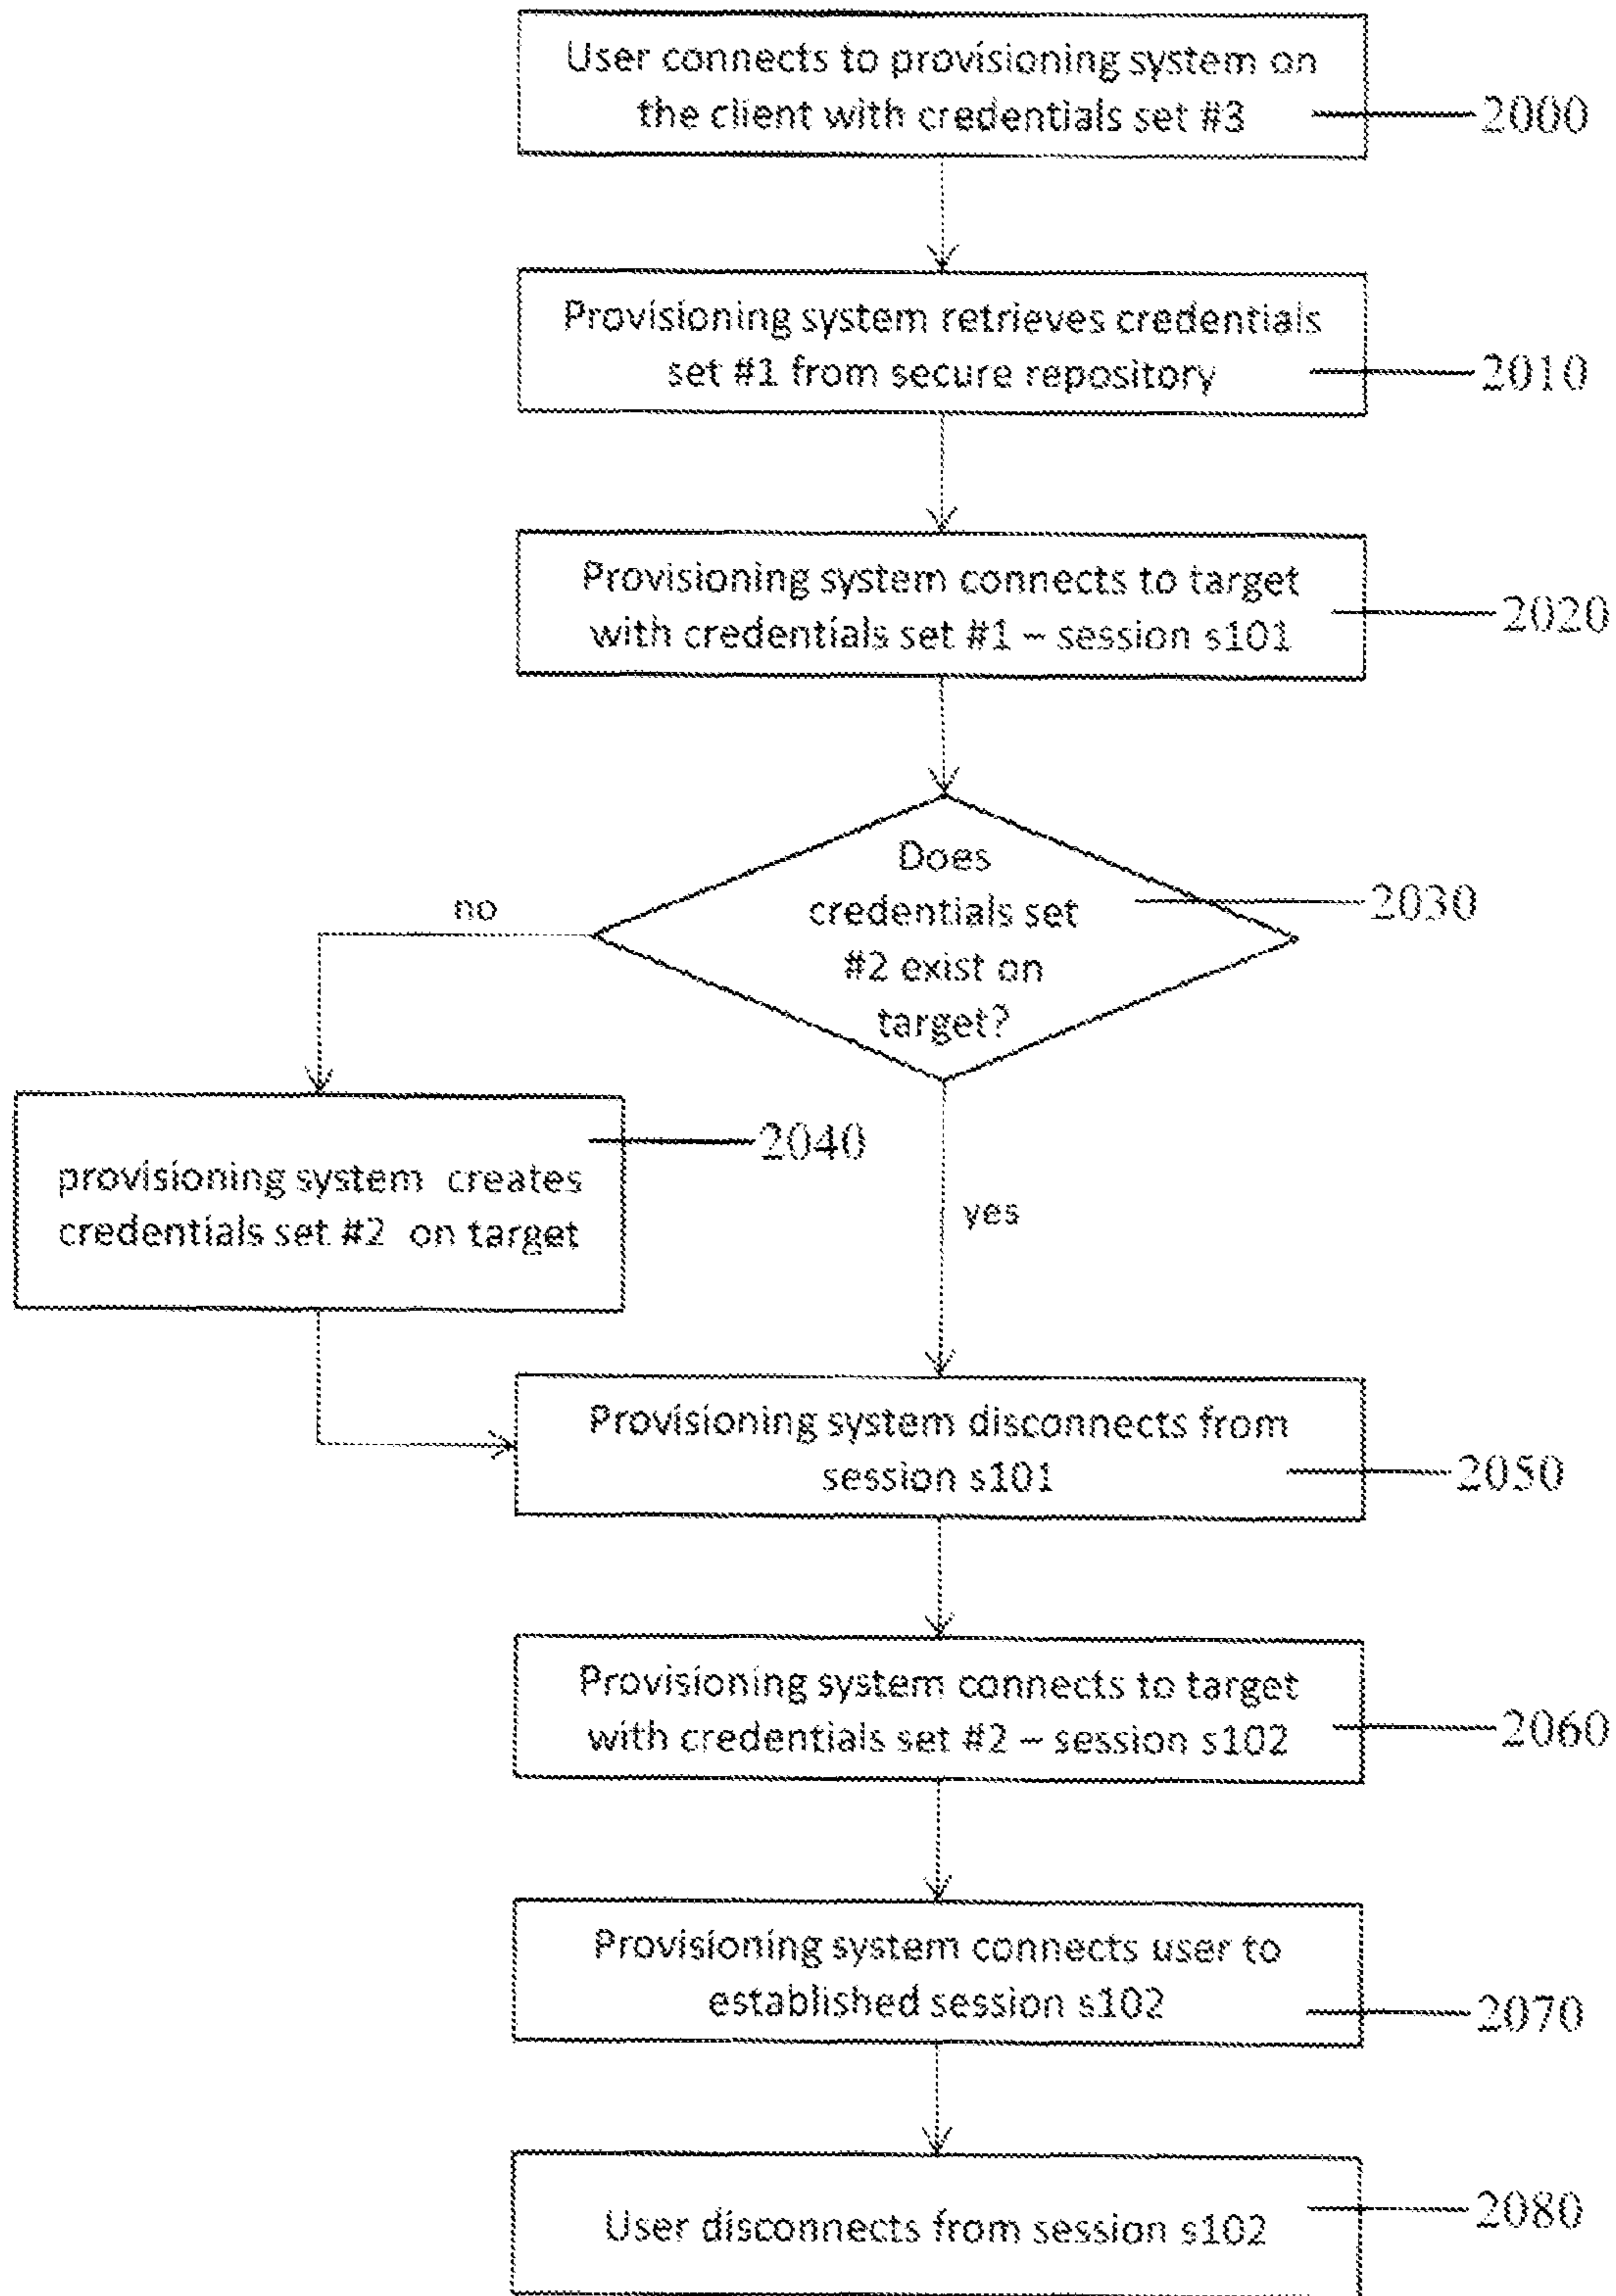 User connects to provisioning system on
the client with credentials set #3
2000
Provisioning system retrieves credentials
set #1 from secure repository
2010
Provisioning system connects to target
with credentials set #1 – session s101
2020
Does
credentials set
#2 exist on
target?
2030
no
2040
provisioning system creates
credentials set #2 on target
yes
Provisioning system disconnects from
session s101
2050
Provisioning system connects to target
with credentials set #2 – session s102
2060
Provisioning system connects user to
established session s102
2070
User disconnects from session s102
2080